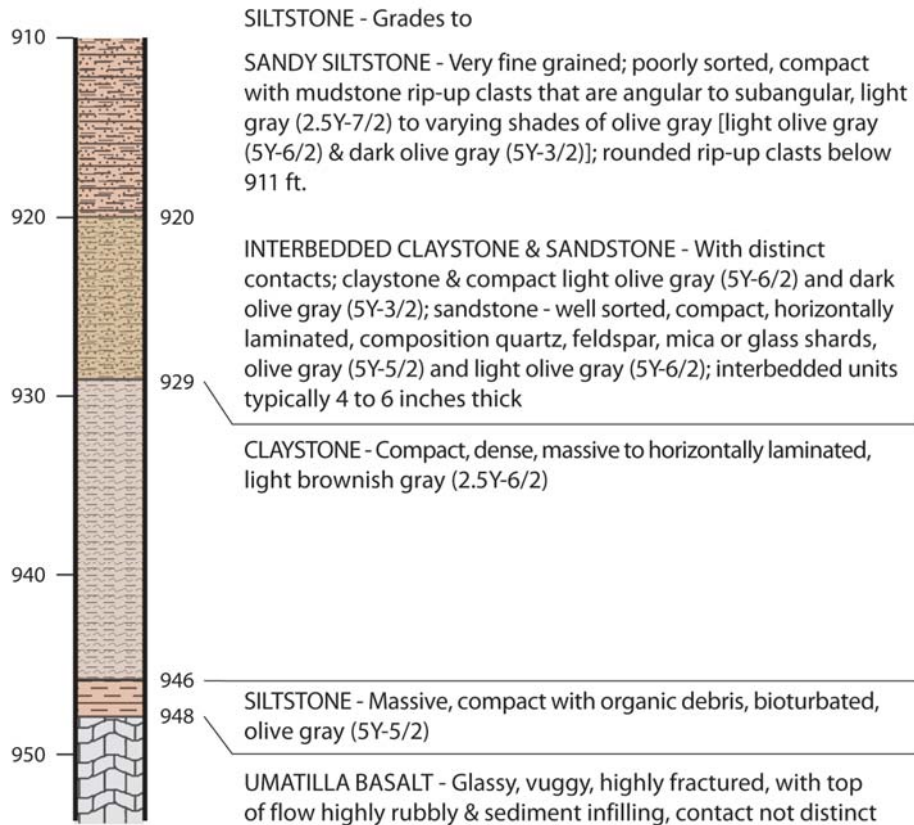 SILTSTONE - Grades to
910
SANDY SILTSTONE - Very fine grained; poorly sorted, compact
with mudstone rip-up clasts that are angular to subangular, light
gray (2.5Y-7/2) to varying shades of olive gray [light olive gray
(5Y-6/2) & dark olive gray (5Y-3/2)]; rounded rip-up clasts below
911 ft.
920
920
INTERBEDDED CLAYSTONE & SANDSTONE - With distinct
contacts; claystone & compact light olive gray (5Y-6/2) and dark
olive gray (5Y-3/2); sandstone - well sorted, compact, horizontally
laminated, composition quartz, feldspar, mica or glass shards,
olive gray (5Y-5/2) and light olive gray (5Y-6/2); interbedded units
typically 4 to 6 inches thick
929
930
CLAYSTONE - Compact, dense, massive to horizontally laminated,
light brownish gray (2.5Y-6/2)
940
946
SILTSTONE - Massive, compact with organic debris, bioturbated,
olive gray (5Y-5/2)
948
950
UMATILLA BASALT - Glassy, vuggy, highly fractured, with top
of flow highly rubbly & sediment infilling, contact not distinct